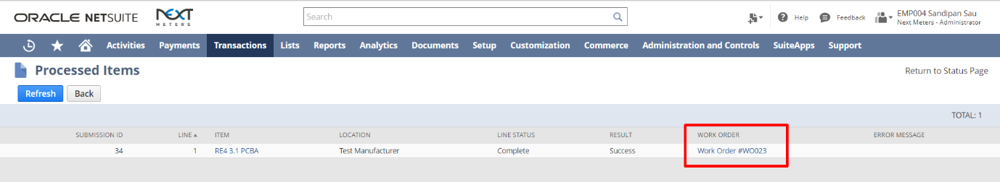 ORACLE NETSUITE
NEXT
METERS
Search
Help
Feedback
EMP004 Sandipan Sau
Next Meters - Administrator
Activities Payments Transactions Lists Reports Analytics Documents Setup Customization Commerce Administration and Controls SuiteApps Support
Processed Items
Return to Status Page
Refresh Back
TOTAL: 1
SUBMISSION ID LINE ITEM LOCATION LINE STATUS RESULT WORK ORDER ERROR MESSAGE
34 1 RE4 3.1 PCBA Test Manufacturer Complete Success Work Order #WO023